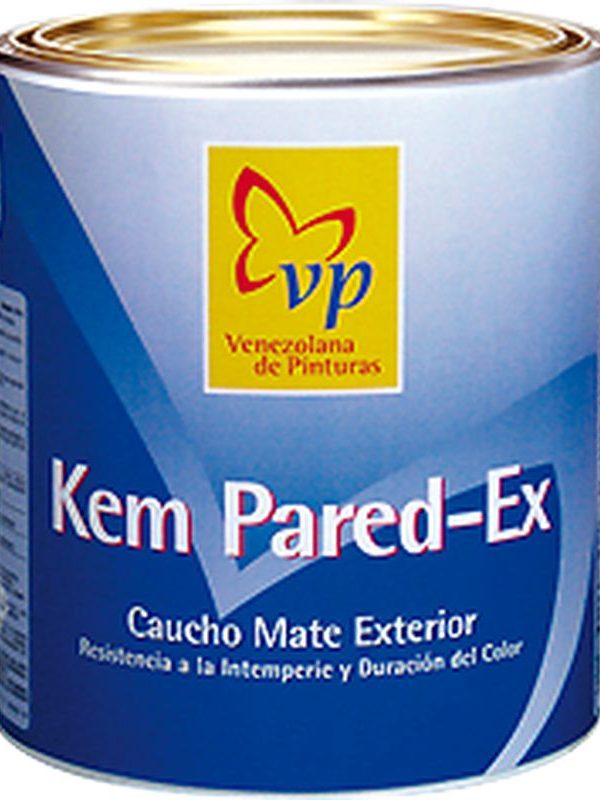 vp
Venezolana
de Pinturas
Kem Pared-Ex
Caucho Mate Exterior
Resistencia a la Intemperie y Duración del Color